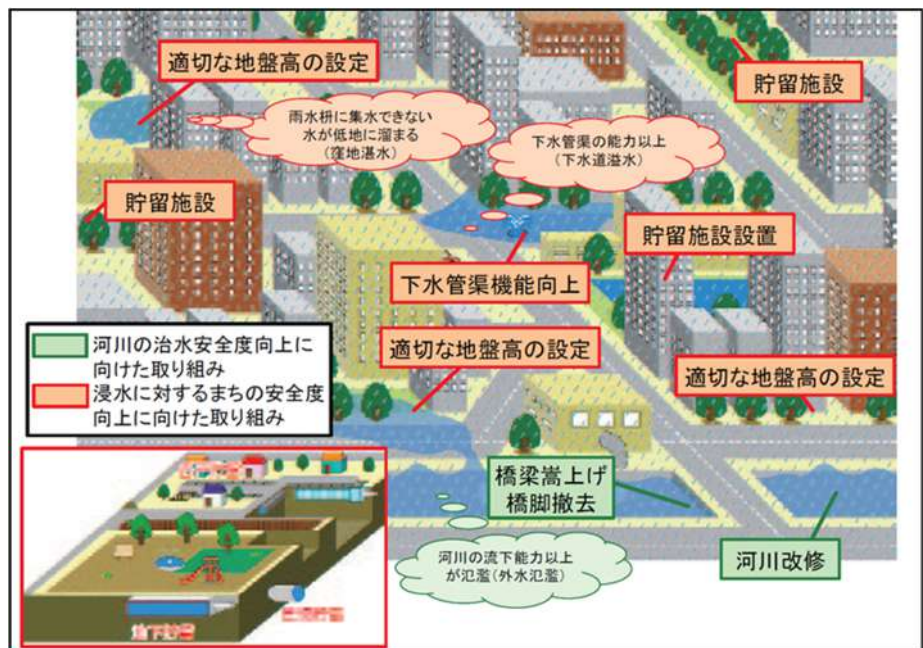 適切な地盤高の設定
貯留施設
雨水枡に集水できない
水が低地に溜まる
(窪地湛水)
下水管渠の能力以上
(下水道溢水)
貯留施設
貯留施設設置
下水管渠機能向上
適切な地盤高の設定
適切な地盤高の設定
河川の治水安全度向上に
向けた取り組み
浸水に対するまちの安全度
向上に向けた取り組み
橋梁嵩上げ
橋脚撤去
河川改修
河川の流下能力以上
が氾濫(外水氾濫)